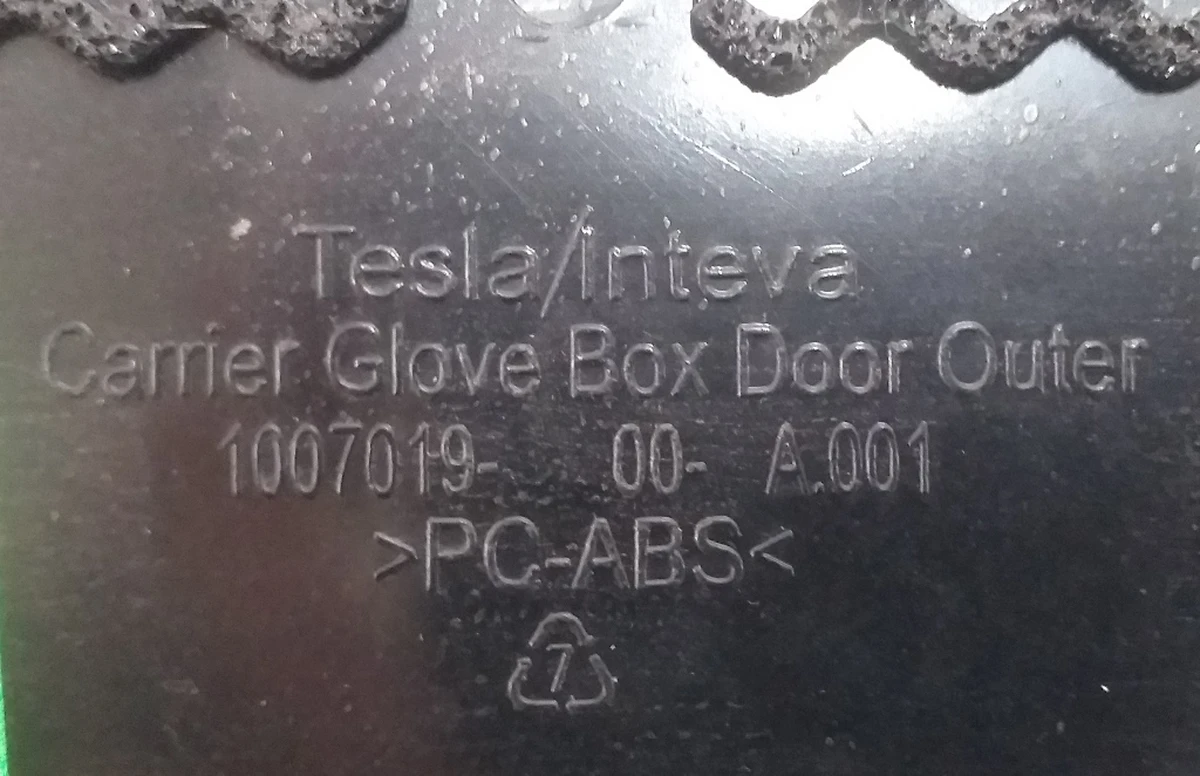 Tesla/Inteva
Carrier Glove Box Door Outer
1007019- 00- A.001
>PC-ABS<
7